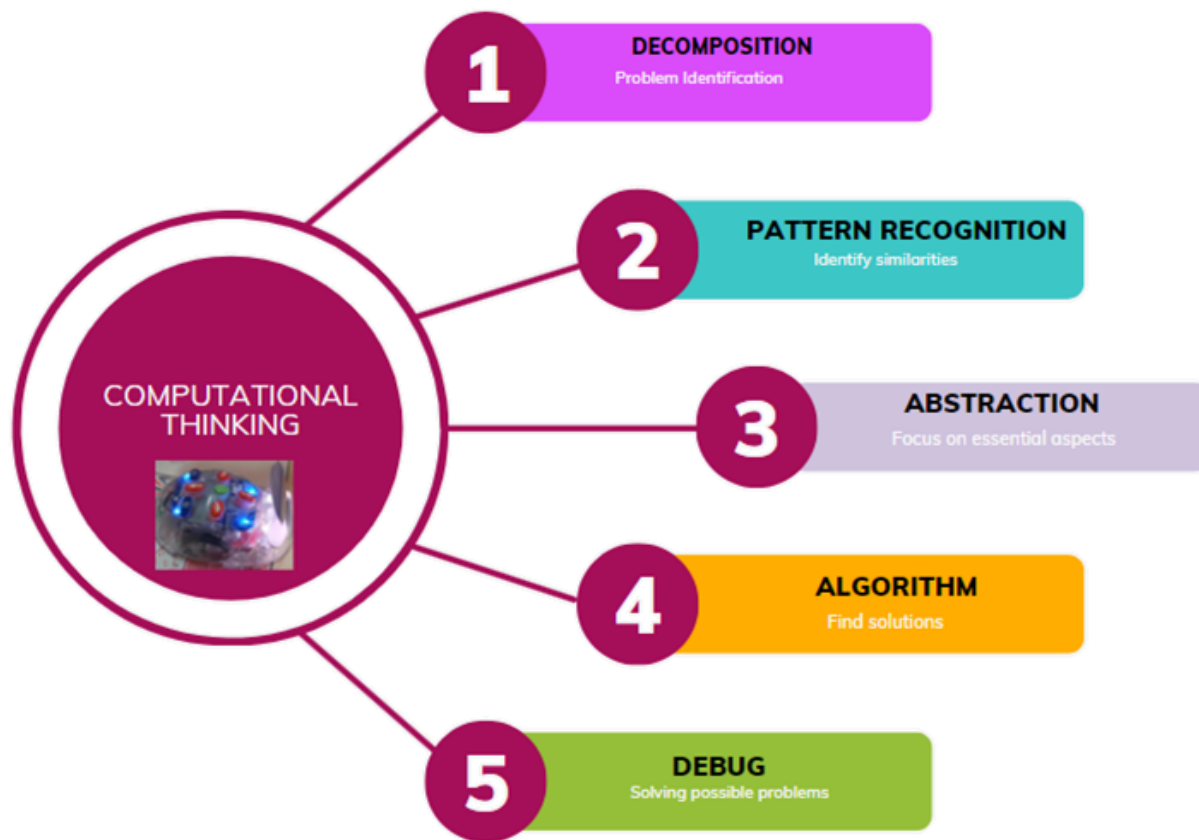 COMPUTATIONAL
THINKING
1
DECOMPOSITION
Problem Identification
2
PATTERN RECOGNITION
Identify similarities
3
ABSTRACTION
Focus on essential aspects
4
ALGORITHM
Find solutions
5
DEBUG
Solving possible problems